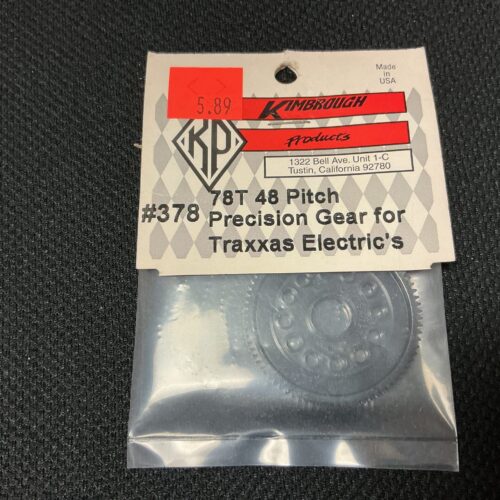 Made
in
USA
5.89
KIMBROUGH
Products
KP
1322 Bell Ave. Unit 1-C
Tustin, California 92780
#378
78T 48 Pitch
Precision Gear for
Traxxas Electric's